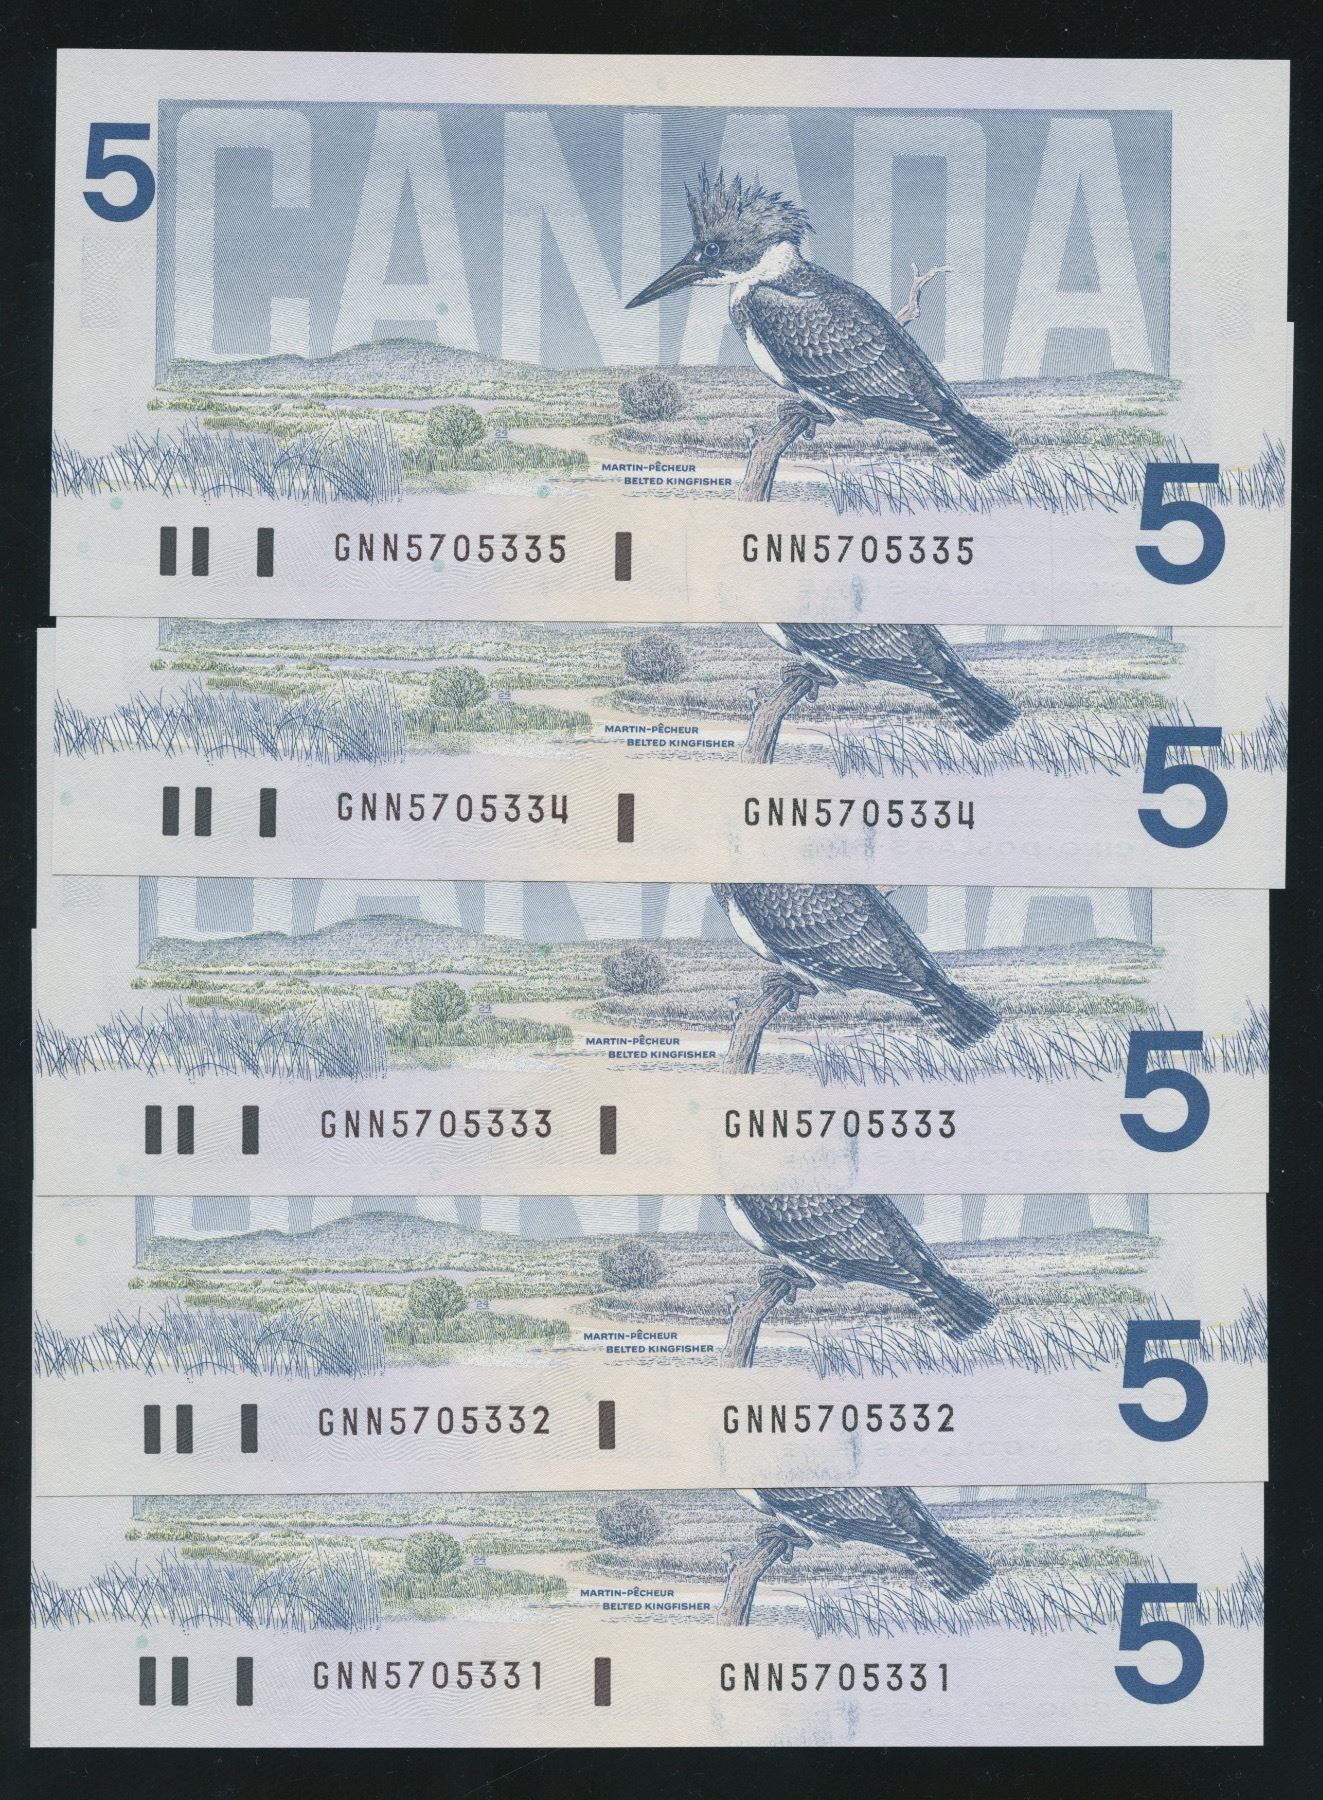 5
CANADA
MARTIN-PÊCHEUR
BELTED KINGFISHER
5
GNN5705335 GNN5705335
MARTIN-PÊCHEUR
BELTED KINGFISHER
5
GNN5705334 GNN5705334
MARTIN-PÊCHEUR
BELTED KINGFISHER
5
GNN5705333 GNN5705333
MARTIN-PÊCHEUR
BELTED KINGFISHER
5
GNN5705332 GNN5705332
MARTIN-PÊCHEUR
BELTED KINGFISHER
5
GNN5705331 GNN5705331